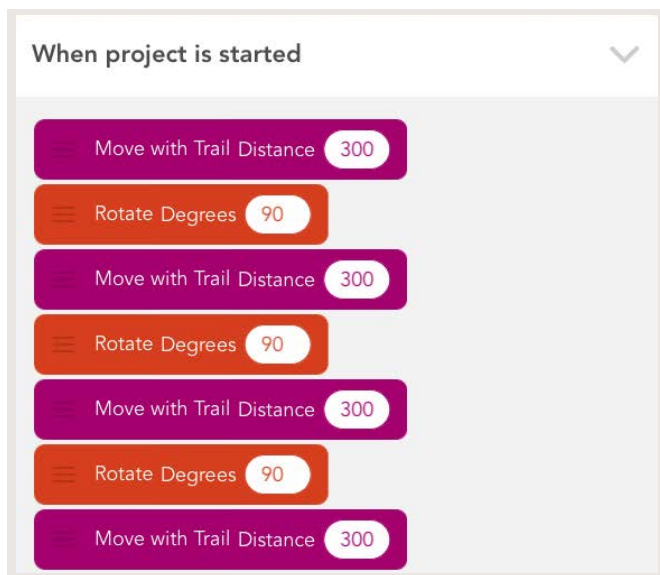 When project is started
Move with Trail Distance 300
Rotate Degrees 90
Move with Trail Distance 300
Rotate Degrees 90
Move with Trail Distance 300
Rotate Degrees 90
Move with Trail Distance 300